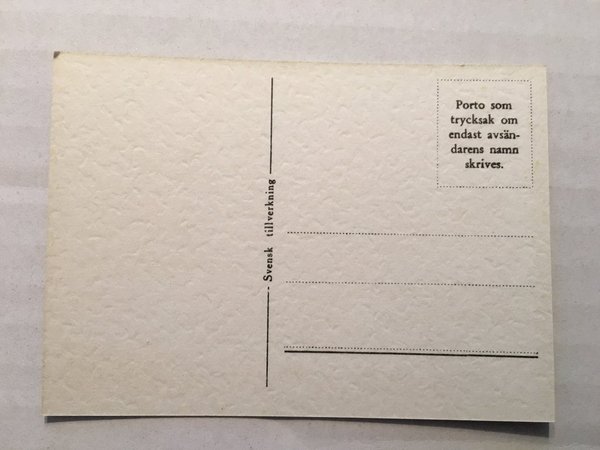 Svensk tillverkning
Porto som
trycksak om
endast avsän-
darens namn
skrives.